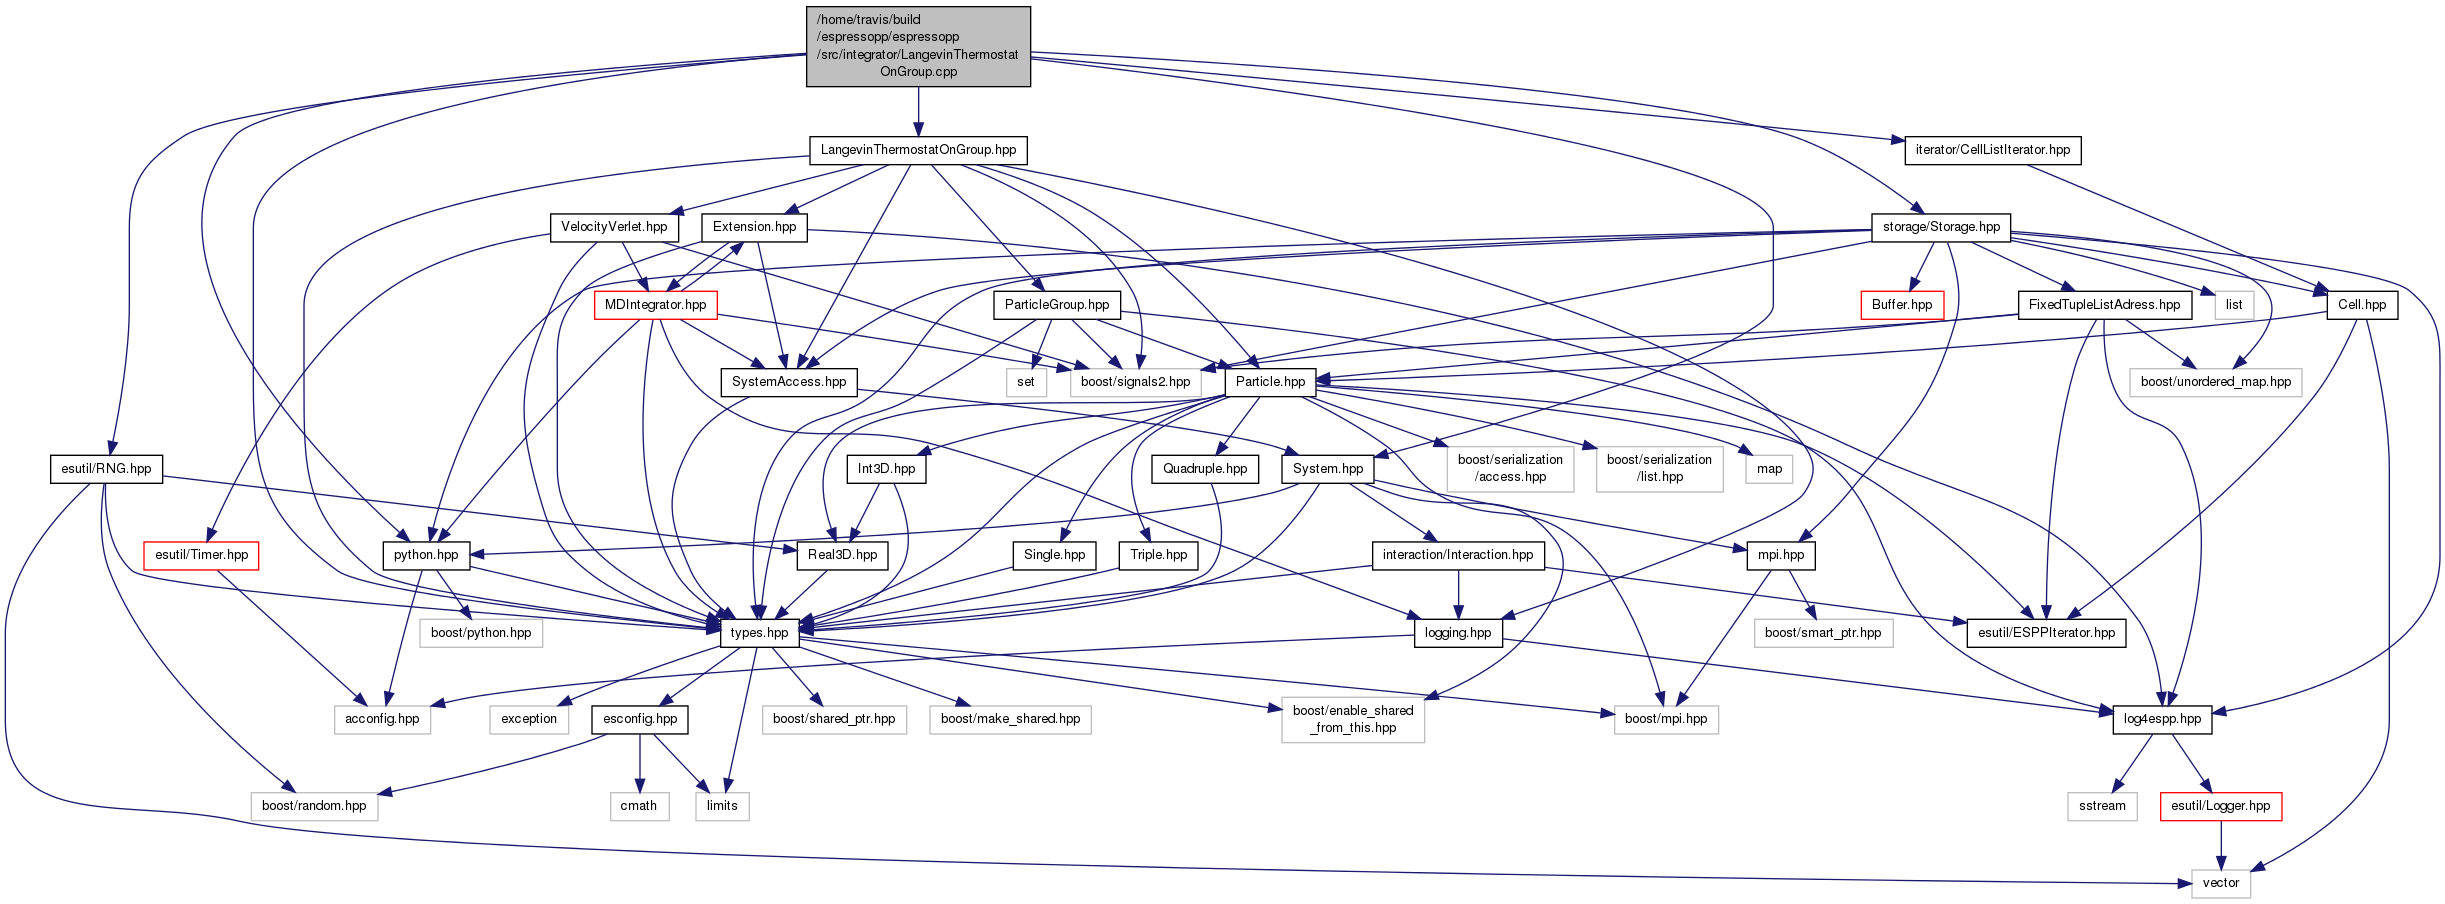 /home/travis/build
/espressopp/espressopp
/src/integrator/LangevinThermostat
OnGroup.cpp
LangevinThermostatOnGroup.hpp
iterator/CellListIterator.hpp
VelocityVerlet.hpp
Extension.hpp
storage/Storage.hpp
MDIntegrator.hpp
ParticleGroup.hpp
Buffer.hpp
FixedTupleListAdress.hpp
list
Cell.hpp
SystemAccess.hpp
set
boost/signals2.hpp
Particle.hpp
boost/unordered_map.hpp
esutil/RNG.hpp
Int3D.hpp
Quadruple.hpp
System.hpp
boost/serialization
/access.hpp
boost/serialization
/list.hpp
map
esutil/Timer.hpp
python.hpp
Real3D.hpp
Single.hpp
Triple.hpp
interaction/Interaction.hpp
mpi.hpp
boost/python.hpp
types.hpp
logging.hpp
boost/smart_ptr.hpp
esutil/ESPPIterator.hpp
acconfig.hpp
exception
esconfig.hpp
boost/shared_ptr.hpp
boost/make_shared.hpp
boost/enable_shared
_from_this.hpp
boost/mpi.hpp
log4espp.hpp
boost/random.hpp
cmath
limits
sstream
esutil/Logger.hpp
vector